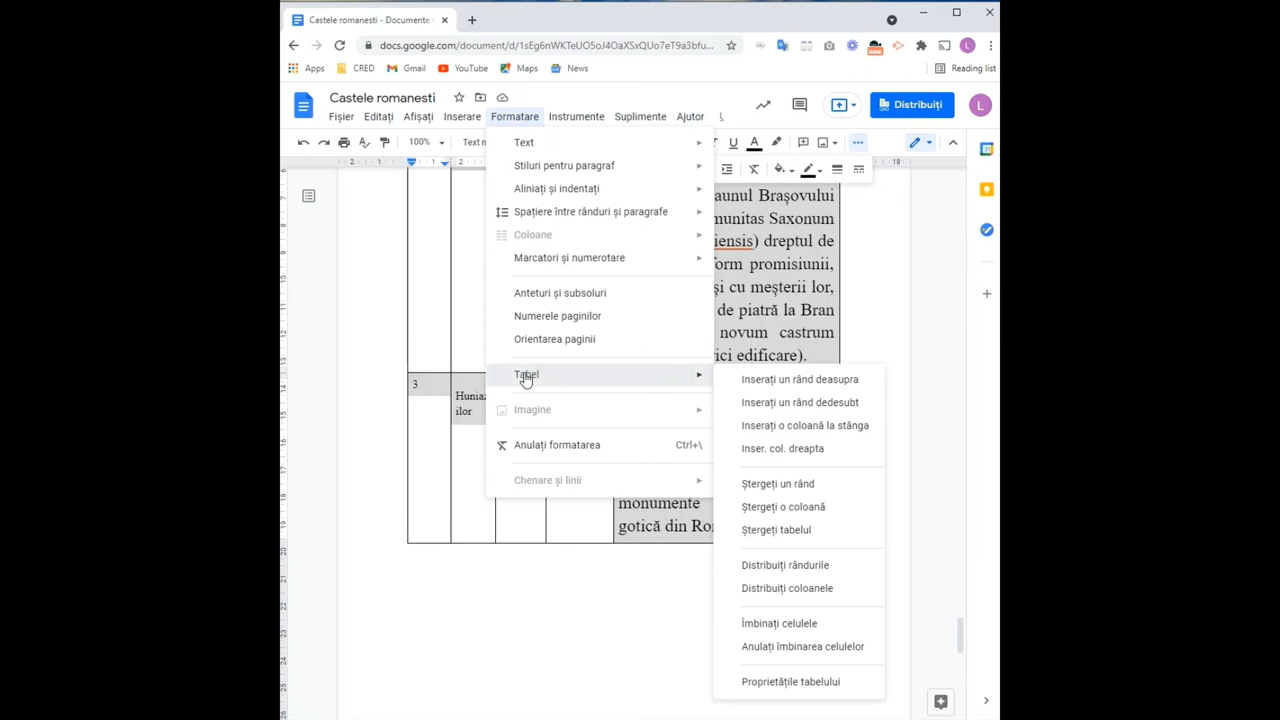 Castele romanesti - Documente
docs.google.com/document/d/1sEg6nWKTeUO5oJ4OaXSxQUo7eT9a3bfu...
Apps CRED Gmail YouTube Maps News Reading list
Castele romanesti
Distribuiți
L
Fișier Editați Afișați Inserare Formatare Instrumente Suplimente Ajutor
100% Text n
2 2 18
Text
Stiluri pentru paragraf
Aliniați și indentați
Spațiere între rânduri și paragrafe
Coloane
Marcatori și numerotare
Anteturi și subsoluri
Numerele paginilor
Orientarea paginii
Tabel
Imagine
Anulați formatarea Ctrl+\
Chenare și linii
aunul Brașovului
munitas Saxonum
iensis) dreptul de
form promisiunii,
și cu meșterii lor,
de piatră la Bran
novum castrum
ici edificare).
3
Huniaz
ilor
monumente
gotică din Ro
Inserați un rând deasupra
Inserați un rând dedesubt
Inserați o coloană la stânga
Inser. col. dreapta
Ștergeți un rând
Ștergeți o coloană
Ștergeți tabelul
Distribuiți rândurile
Distribuiți coloanele
Îmbinați celulele
Anulați îmbinarea celulelor
Proprietățile tabelului